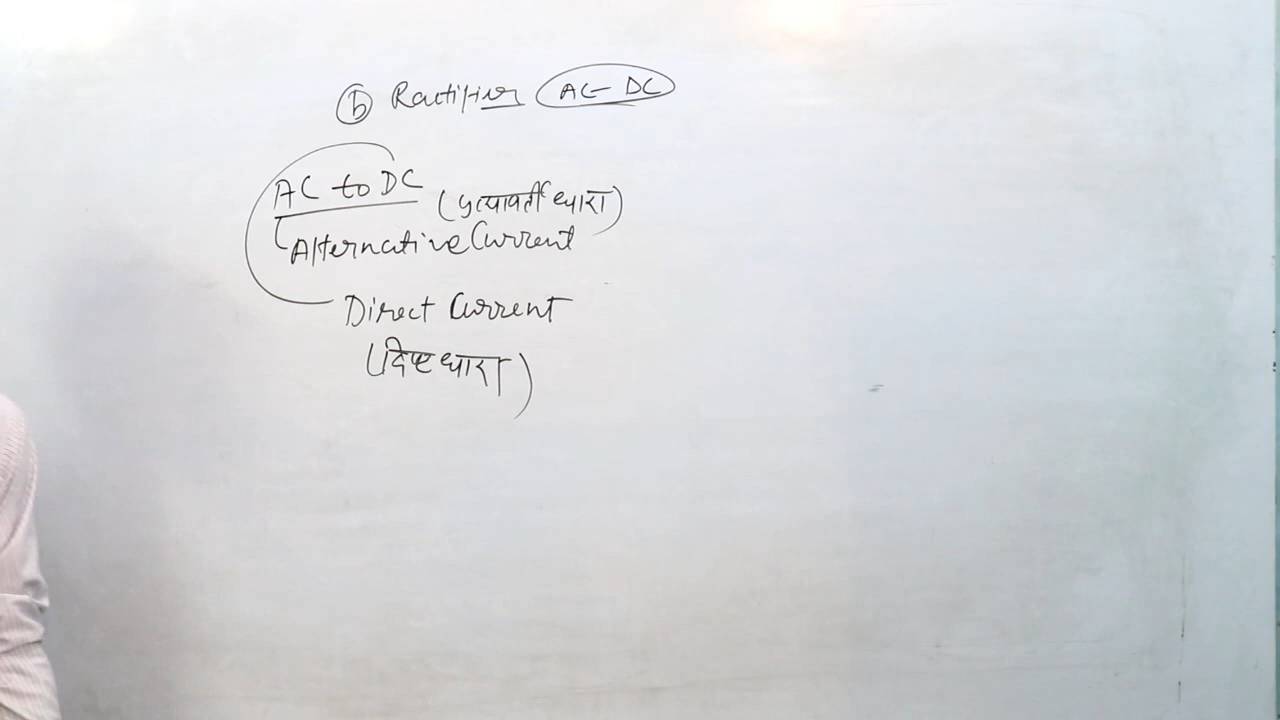 (b) Ractifier (AC- DC)
AC to DC (प्रत्यावर्ती धारा)
Alternative Current
Direct Current
(दिष्ट धारा)